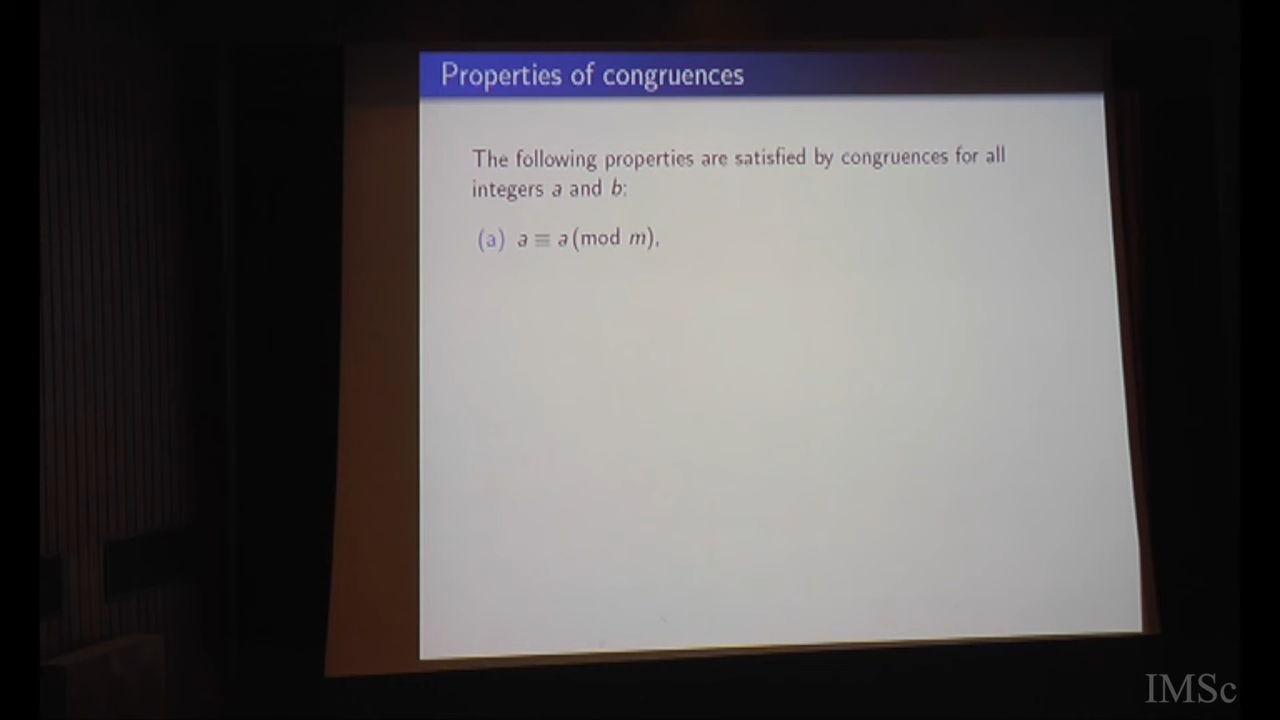 Properties of congruences
The following properties are satisfied by congruences for all
integers a and b:
(a) a ≡ a (mod m),
IMSc